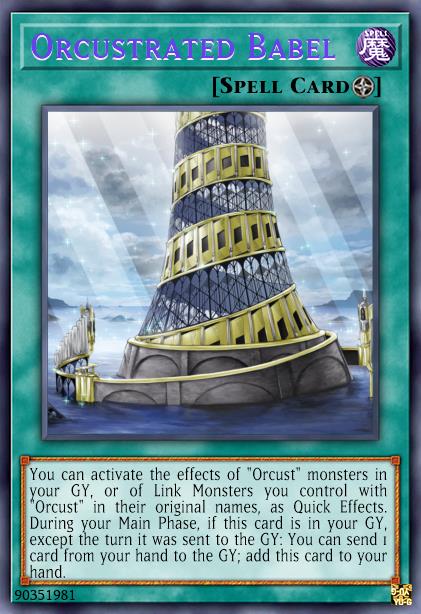 Orcustrated Babel
SPELL
魔
[Spell Card]
You can activate the effects of "Orcust" monsters in
your GY, or of Link Monsters you control with
"Orcust" in their original names, as Quick Effects.
During your Main Phase, if this card is in your GY,
except the turn it was sent to the GY: You can send 1
card from your hand to the GY; add this card to your
hand.
90351981